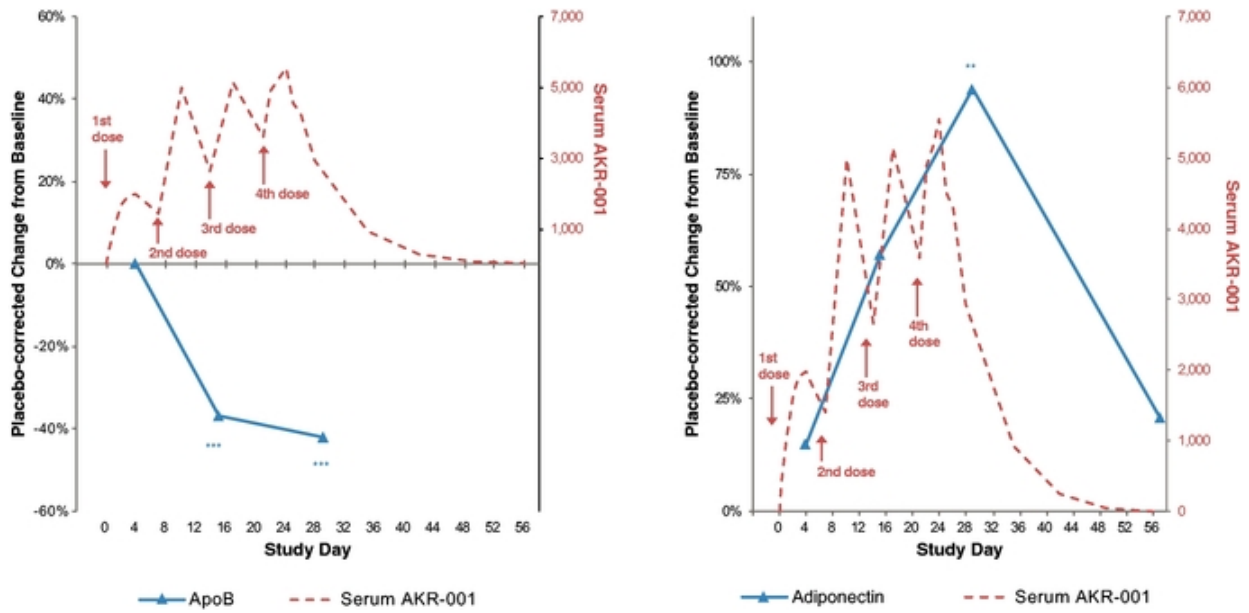 Placebo-corrected Change from Baseline
60%
40%
20%
0%
-20%
-40%
-60%
7,000
5,000
3,000
1,000
Serum AKR-001
1st
dose
2nd dose
3rd dose
4th dose
***
***
0 4 8 12 16 20 24 28 32 36 40 44 48 52 56
Study Day
ApoB Serum AKR-001
Placebo-corrected Change from Baseline
100%
75%
50%
25%
0%
7,000
6,000
5,000
4,000
3,000
2,000
1,000
0
Serum AKR-001
**
1st
dose
2nd dose
3rd
dose
4th
dose
0 4 8 12 16 20 24 28 32 36 40 44 48 52 56
Study Day
Adiponectin Serum AKR-001